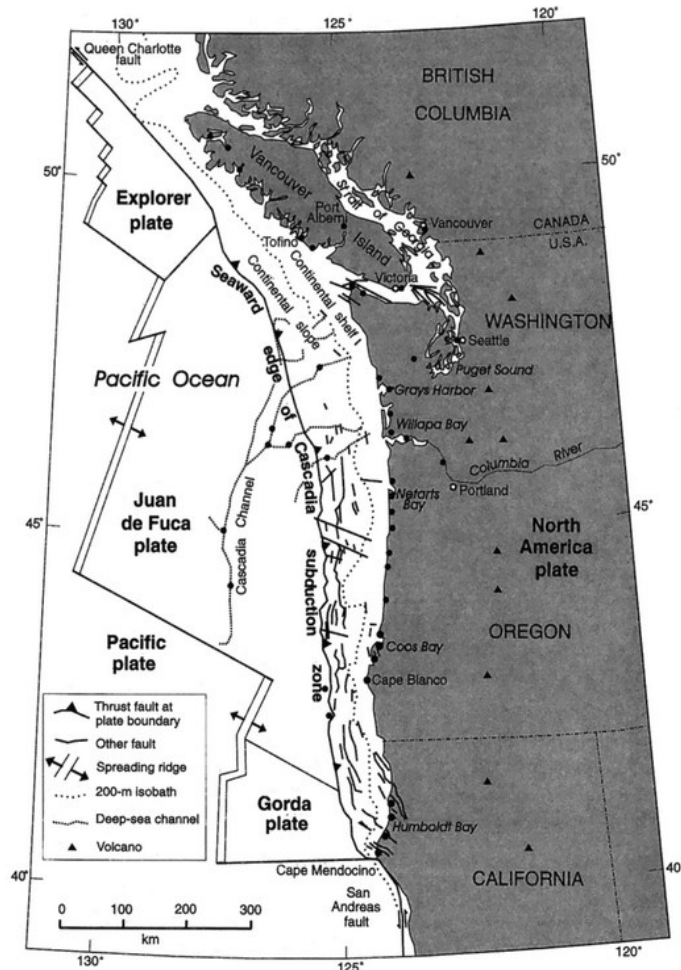 130°
125°
120°
Queen Charlotte
fault
BRITISH
COLUMBIA
50°
50°
Explorer
plate
Vancouver
Island
Port
Alberni
Tofino
Strait of Georgia
Vancouver
CANADA
U.S.A.
Victoria
Seaward edge of Cascadia subduction zone
Continental slope
Continental shelf
WASHINGTON
Seattle
Puget Sound
Pacific Ocean
Grays Harbor
Willapa Bay
Columbia River
Portland
Netarts
Bay
Juan
de Fuca
plate
Cascadia Channel
45°
45°
North
America
plate
OREGON
Pacific
plate
Coos Bay
Cape Blanco
Thrust fault at
plate boundary
Other fault
Spreading ridge
200-m isobath
Deep-sea channel
Volcano
Gorda
plate
Humboldt Bay
Cape Mendocino
San
Andreas
fault
CALIFORNIA
40°
40°
0 100 200 300
km
130°
125°
120°